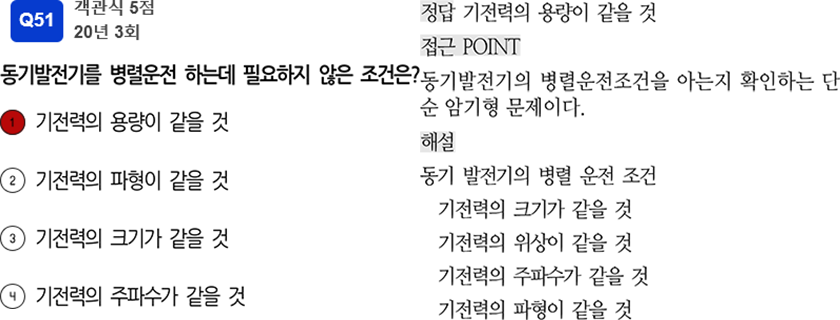 Q51
객관식 5점
20년 3회
동기발전기를 병렬운전 하는데 필요하지 않은 조건은?
1 기전력의 용량이 같을 것
2 기전력의 파형이 같을 것
3 기전력의 크기가 같을 것
4 기전력의 주파수가 같을 것
정답 기전력의 용량이 같을 것
접근 POINT
동기발전기의 병렬운전조건을 아는지 확인하는 단
순 암기형 문제이다.
해설
동기 발전기의 병렬 운전 조건
기전력의 크기가 같을 것
기전력의 위상이 같을 것
기전력의 주파수가 같을 것
기전력의 파형이 같을 것